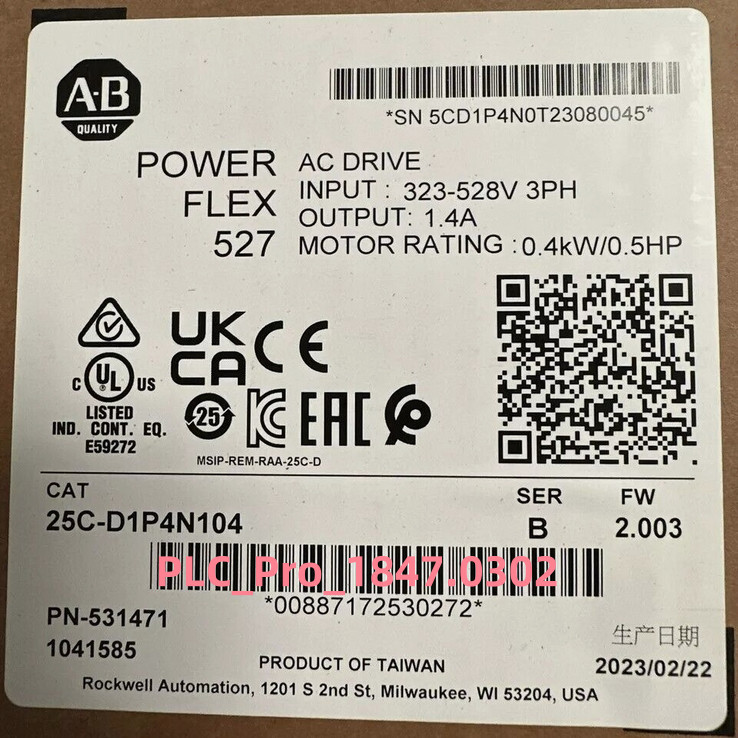 A-B
QUALITY
*SN 5CD1P4N0T23080045*
POWER
FLEX
527
AC DRIVE
INPUT : 323-528V 3PH
OUTPUT: 1.4A
MOTOR RATING : 0.4kW/0.5HP
UK
CA
CE
C UL US
LISTED
IND. CONT. EQ.
E59272
25
KC
EAC
MSIP-REM-RAA-25C-D
CAT
25C-D1P4N104
SER
B
FW
2.003
PLC_Pro_1847.0302
*00887172530272*
PN-531471
1041585
生产日期
2023/02/22
PRODUCT OF TAIWAN
Rockwell Automation, 1201 S 2nd St, Milwaukee, WI 53204, USA